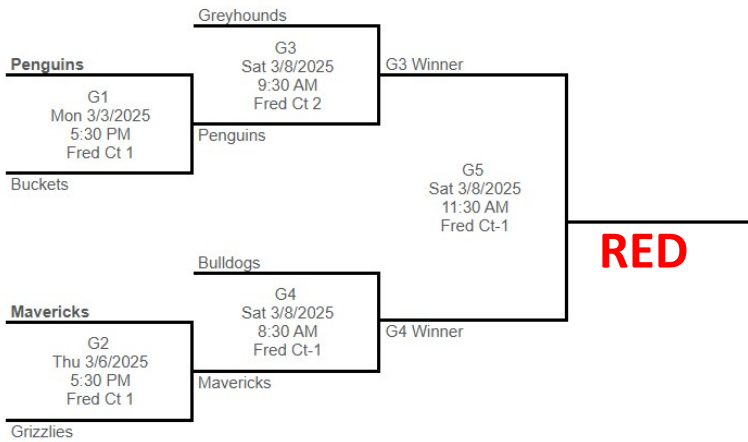 Greyhounds
G3
Sat 3/8/2025
9:30 AM
Fred Ct 2
Penguins
G3 Winner
G1
Mon 3/3/2025
5:30 PM
Fred Ct 1
Penguins
Buckets
G5
Sat 3/8/2025
11:30 AM
Fred Ct-1
RED
Bulldogs
G4
Sat 3/8/2025
8:30 AM
Fred Ct-1
Mavericks
G4 Winner
G2
Thu 3/6/2025
5:30 PM
Fred Ct 1
Mavericks
Grizzlies